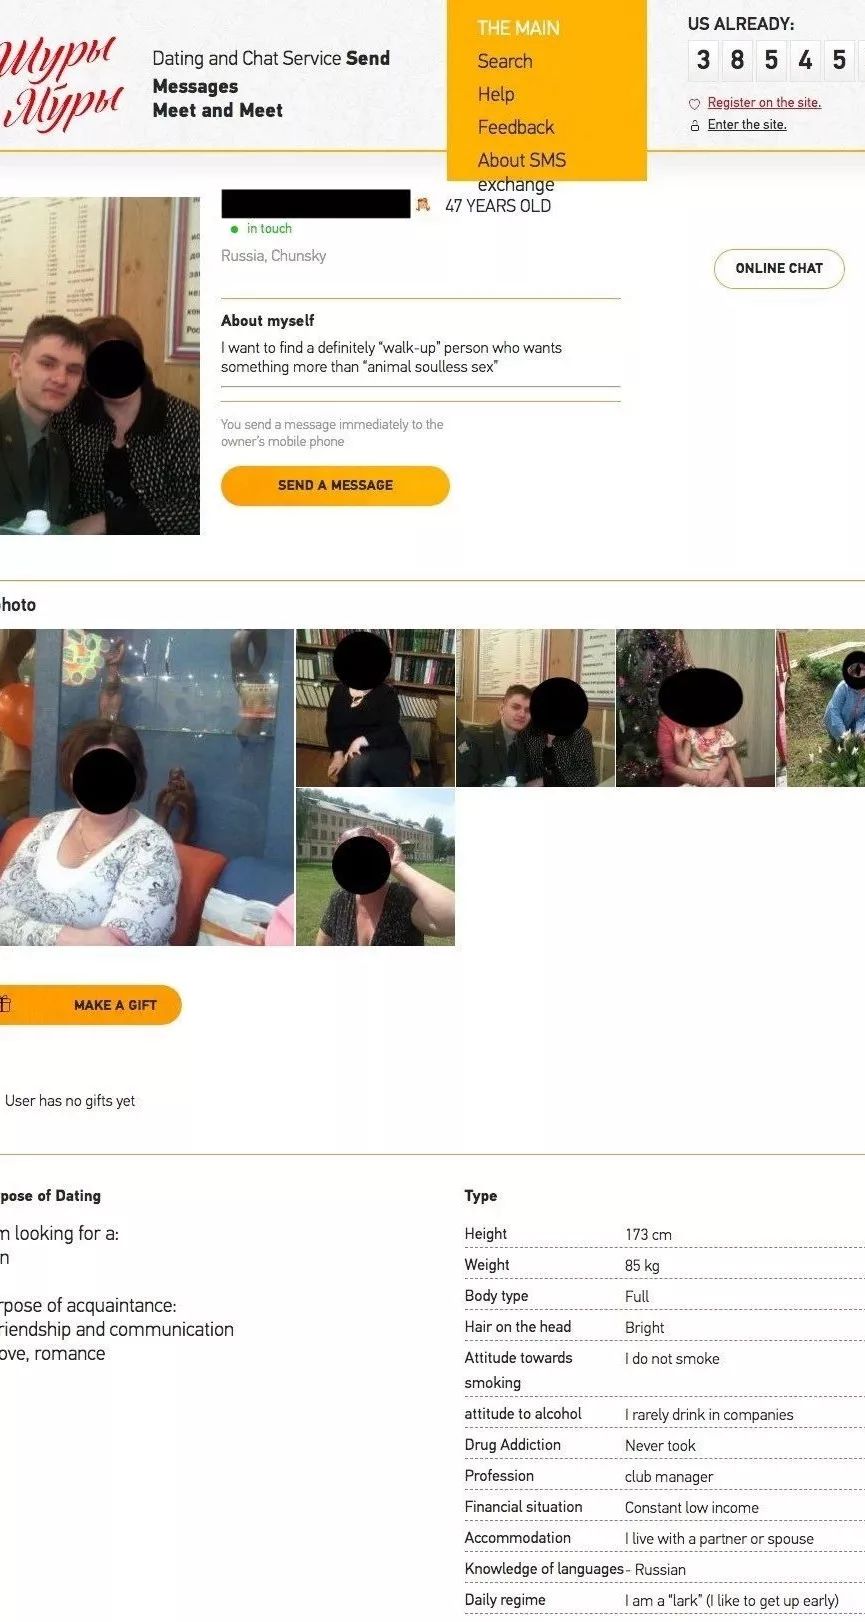 Шуры
Мýры
Dating and Chat Service Send
Messages
Meet and Meet
THE MAIN
Search
Help
Feedback
About SMS
exchange
US ALREADY:
3 8 5 4 5
Register on the site.
Enter the site.
47 YEARS OLD
in touch
Russia, Chunsky
ONLINE CHAT
About myself
I want to find a definitely “walk-up” person who wants
something more than “animal soulless sex”
You send a message immediately to the
owner's mobile phone
SEND A MESSAGE
hoto
MAKE A GIFT
User has no gifts yet
pose of Dating
m looking for a:
n
rpose of acquaintance:
riendship and communication
ove, romance
Type
Height 173 cm
Weight 85 kg
Body type Full
Hair on the head Bright
Attitude towards I do not smoke
smoking
attitude to alcohol I rarely drink in companies
Drug Addiction Never took
Profession club manager
Financial situation Constant low income
Accommodation I live with a partner or spouse
Knowledge of languages - Russian
Daily regime I am a “lark” (I like to get up early)